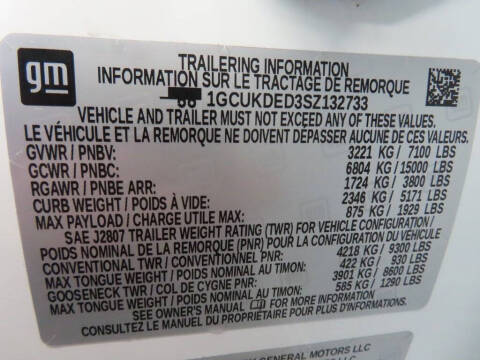 gm
TRAILERING INFORMATION
INFORMATION SUR LE TRACTAGE DE REMORQUE
1GCUKDED3SZ132733
VEHICLE AND TRAILER MUST NOT EXCEED ANY OF THESE VALUES.
LE VÉHICULE ET LA REMORQUE NE DOIVENT DÉPASSER AUCUNE DE CES VALEURS.
GVWR / PNBV: 3221 KG / 7100 LBS
GCWR / PNBC: 6804 KG / 15000 LBS
RGAWR / PNBE ARR: 1724 KG / 3800 LBS
CURB WEIGHT / POIDS À VIDE: 2346 KG / 5171 LBS
MAX PAYLOAD / CHARGE UTILE MAX: 875 KG / 1929 LBS
SAE J2807 TRAILER WEIGHT RATING (TWR) FOR VEHICLE CONFIGURATION /
POIDS NOMINAL DE LA REMORQUE (PNR) POUR LA CONFIGURATION DU VÉHICULE
CONVENTIONAL TWR / CONVENTIONNEL PNR: 4218 KG / 9300 LBS
MAX TONGUE WEIGHT / POIDS MAXIMAL AU TIMON: 422 KG / 930 LBS
GOOSENECK TWR / COL DE CYGNE PNR: 3901 KG / 8600 LBS
MAX TONGUE WEIGHT / POIDS MAXIMAL AU TIMON: 585 KG / 1290 LBS
SEE OWNER'S MANUAL FOR FURTHER INFORMATION /
CONSULTEZ LE MANUEL DU PROPRIÉTAIRE POUR PLUS D'INFORMATIONS
GENERAL MOTORS LLC